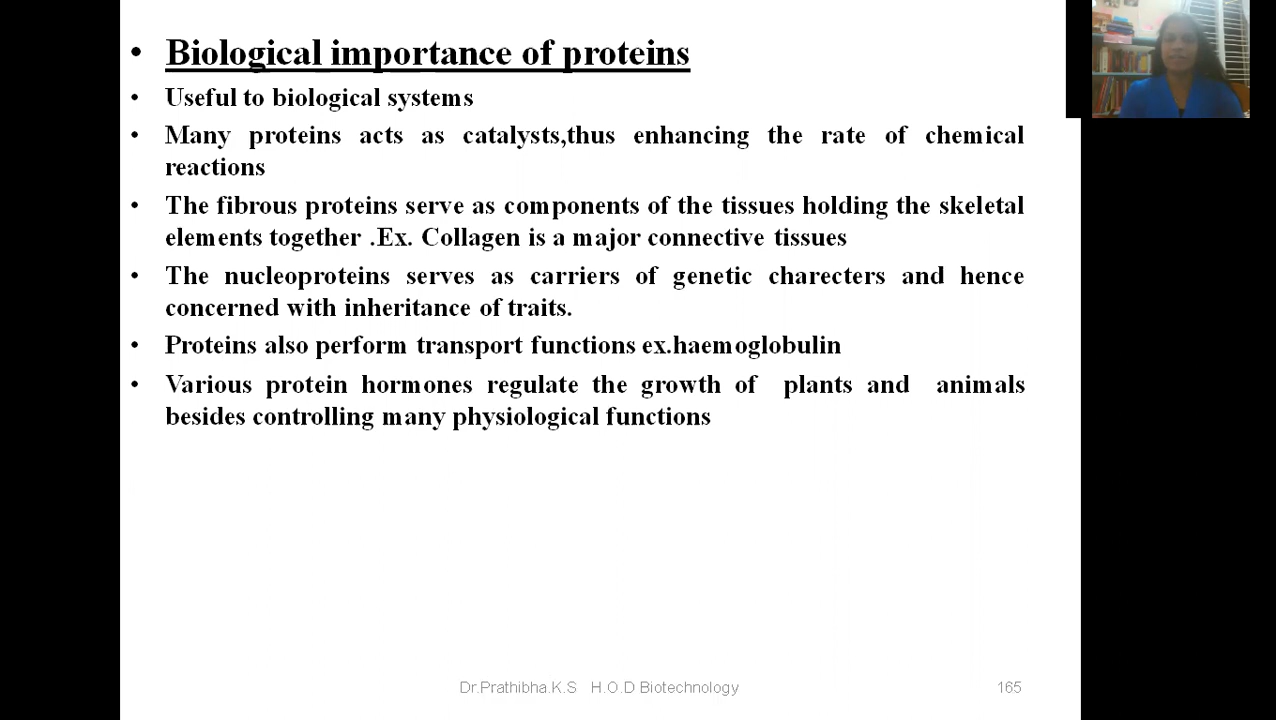 • Biological importance of proteins
• Useful to biological systems
• Many proteins acts as catalysts,thus enhancing the rate of chemical
reactions
• The fibrous proteins serve as components of the tissues holding the skeletal
elements together .Ex. Collagen is a major connective tissues
• The nucleoproteins serves as carriers of genetic charecters and hence
concerned with inheritance of traits.
• Proteins also perform transport functions ex.haemoglobulin
• Various protein hormones regulate the growth of plants and animals
besides controlling many physiological functions
Dr.Prathibha.K.S H.O.D Biotechnology 165